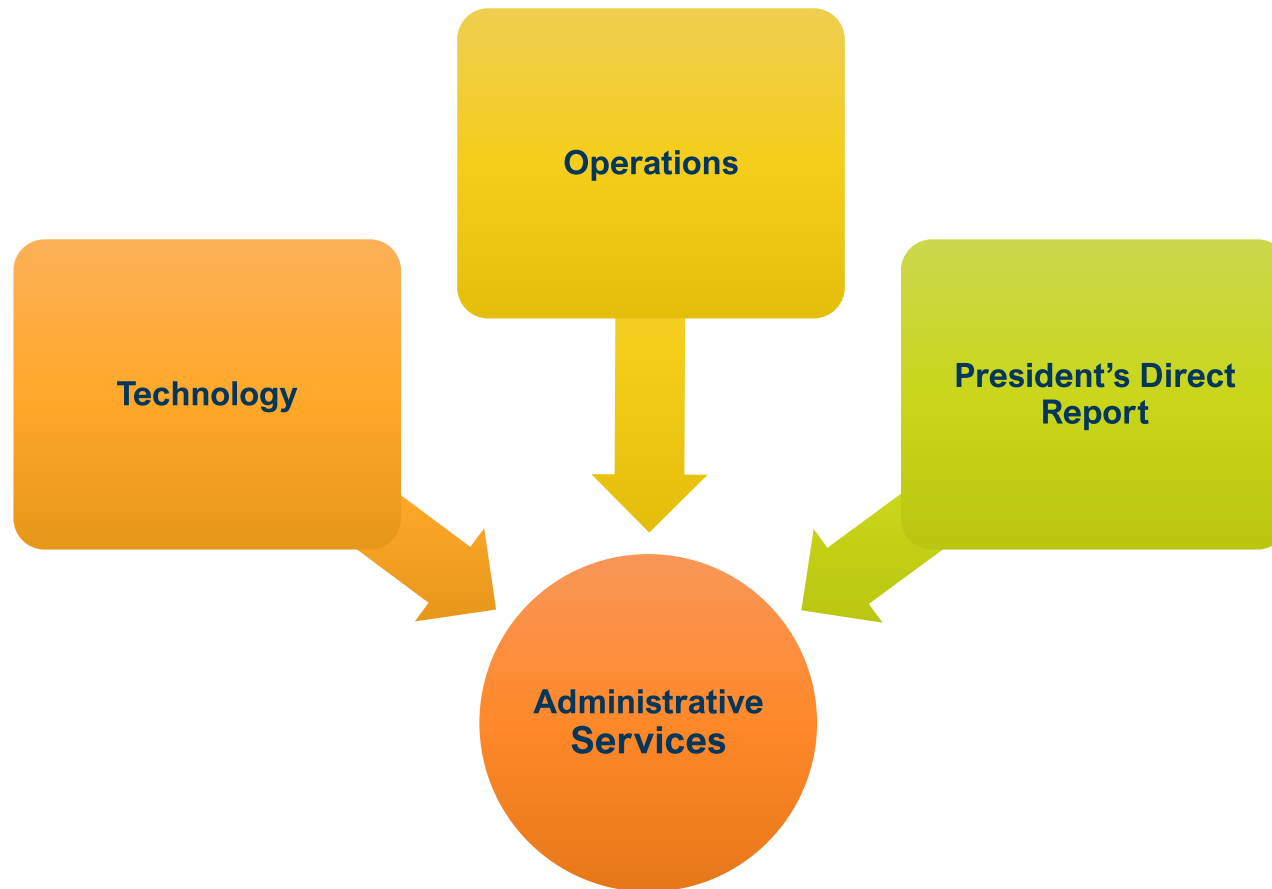 Operations
Technology
President’s Direct
Report
Administrative
Services